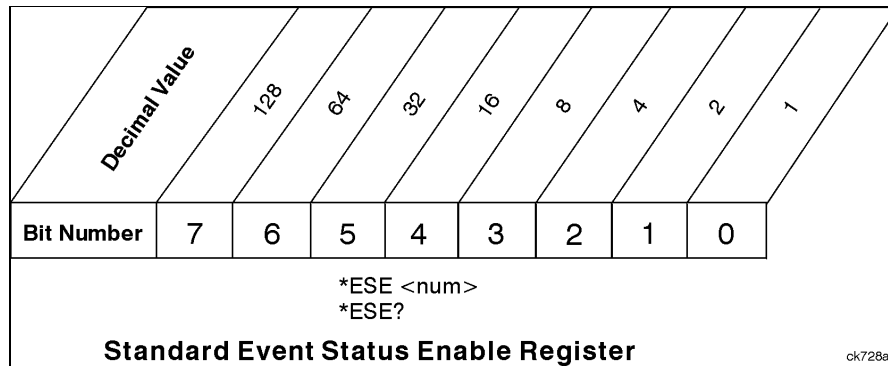 Decimal Value 128 64 32 16 8 4 2 1
Bit Number 7 6 5 4 3 2 1 0
*ESE <num>
*ESE?
Standard Event Status Enable Register
ck728a